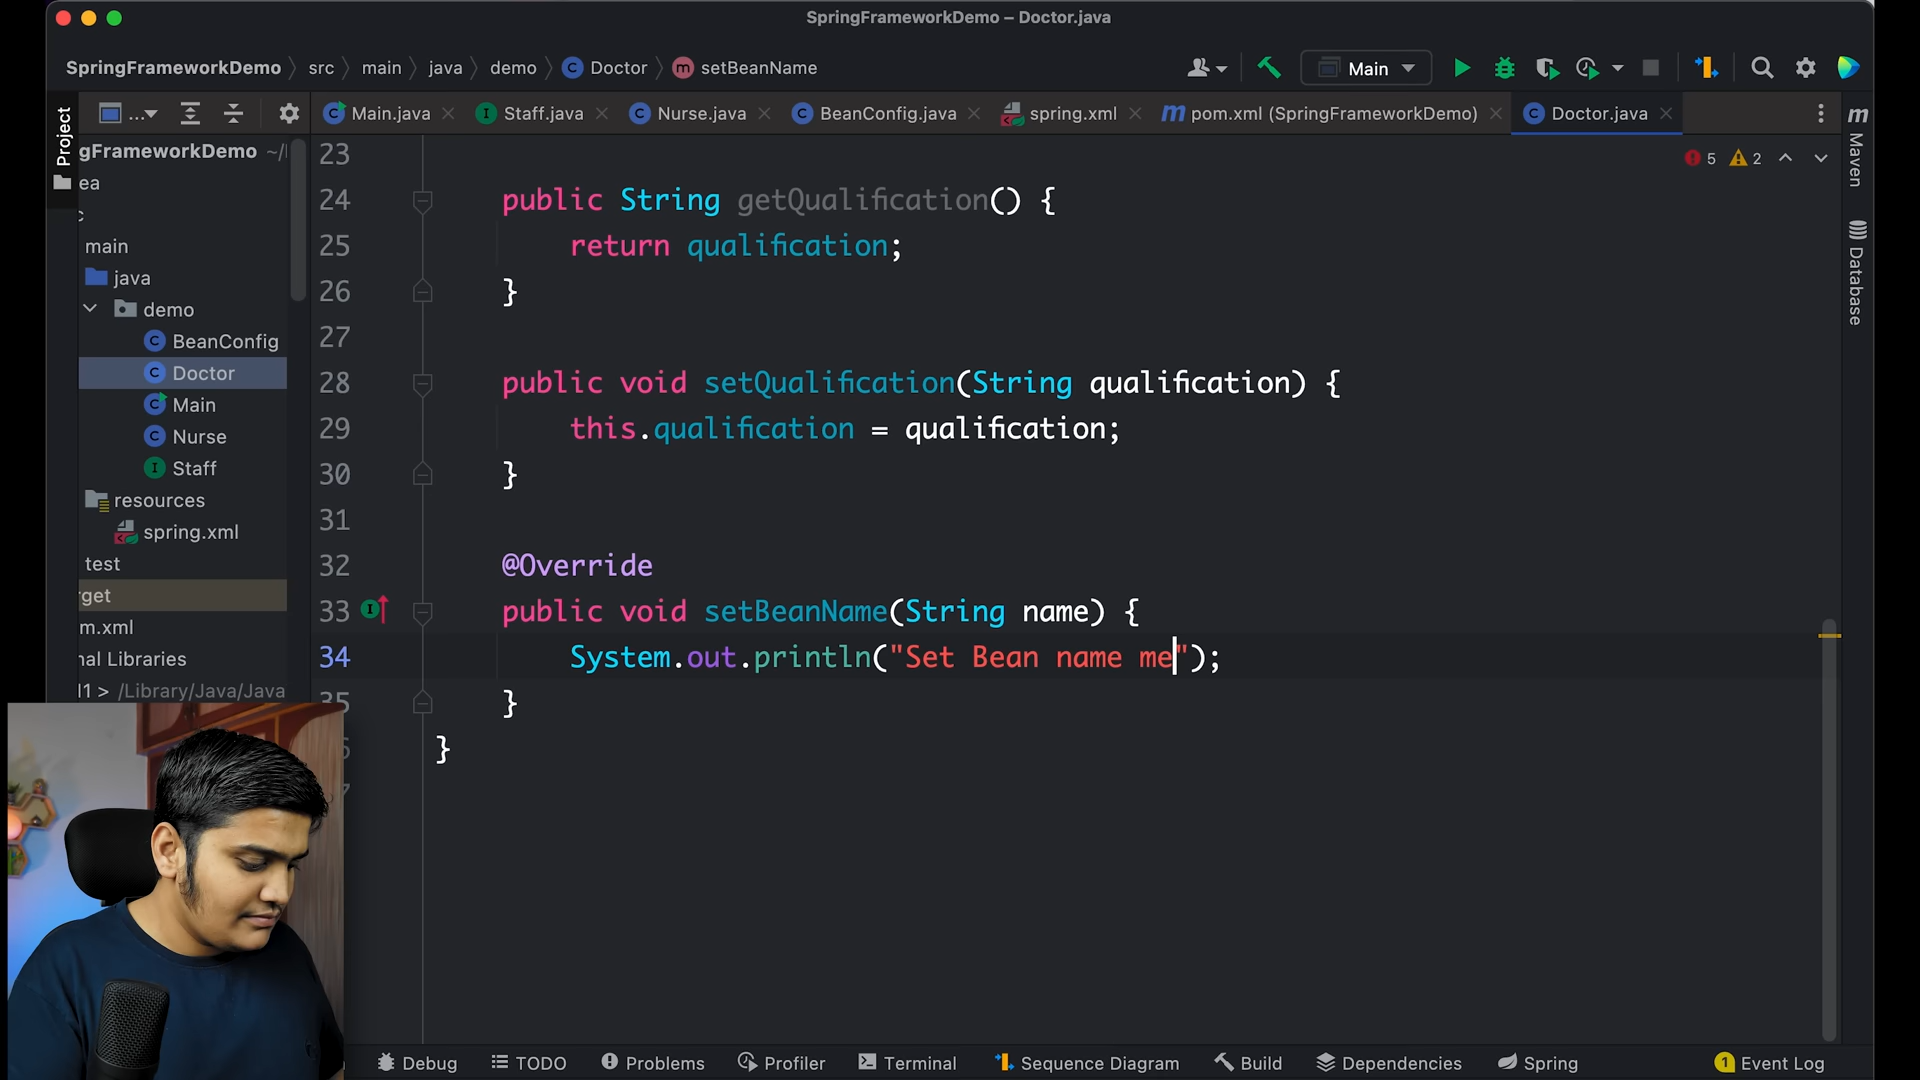 SpringFrameworkDemo – Doctor.java
SpringFrameworkDemo src main java demo C Doctor m setBeanName
Main
Project
...
C Main.java
I Staff.java
C Nurse.java
C BeanConfig.java
spring.xml
m pom.xml (SpringFrameworkDemo)
C Doctor.java
m Maven
Database
gFrameworkDemo ~/
ea
c
main
java
demo
C BeanConfig
C Doctor
C Main
C Nurse
I Staff
resources
spring.xml
test
rget
m.xml
nal Libraries
/Library/Java/Java
5 2
23
24 public String getQualification() {
25 return qualification;
26 }
27
28 public void setQualification(String qualification) {
29 this.qualification = qualification;
30 }
31
32 @Override
33 public void setBeanName(String name) {
34 System.out.println("Set Bean name me");
35 }
}
Debug TODO Problems Profiler Terminal Sequence Diagram Build Dependencies Spring 1 Event Log